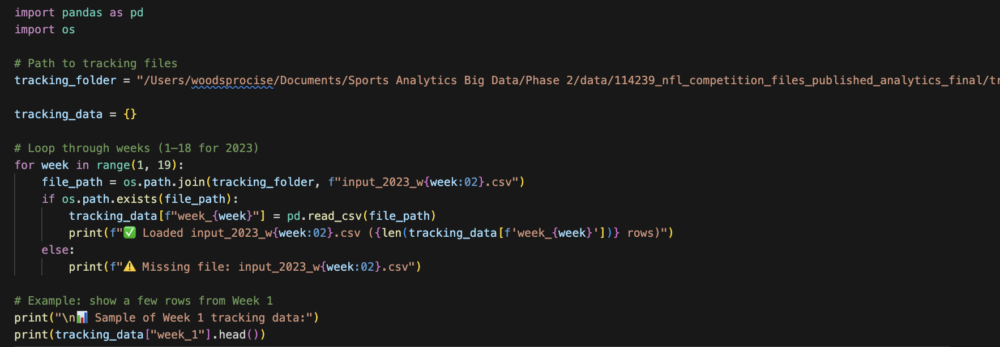 import pandas as pd
import os
# Path to tracking files
tracking_folder = "/Users/woodsprocise/Documents/Sports Analytics Big Data/Phase 2/data/114239_nfl_competition_files_published_analytics_final/tr
tracking_data = {}
# Loop through weeks (1–18 for 2023)
for week in range(1, 19):
    file_path = os.path.join(tracking_folder, f"input_2023_w{week:02}.csv")
    if os.path.exists(file_path):
        tracking_data[f"week_{week}"] = pd.read_csv(file_path)
        print(f"✅ Loaded input_2023_w{week:02}.csv ({len(tracking_data[f'week_{week}'])} rows)")
    else:
        print(f"⚠️ Missing file: input_2023_w{week:02}.csv")
# Example: show a few rows from Week 1
print("\n📊 Sample of Week 1 tracking data:")
print(tracking_data["week_1"].head())